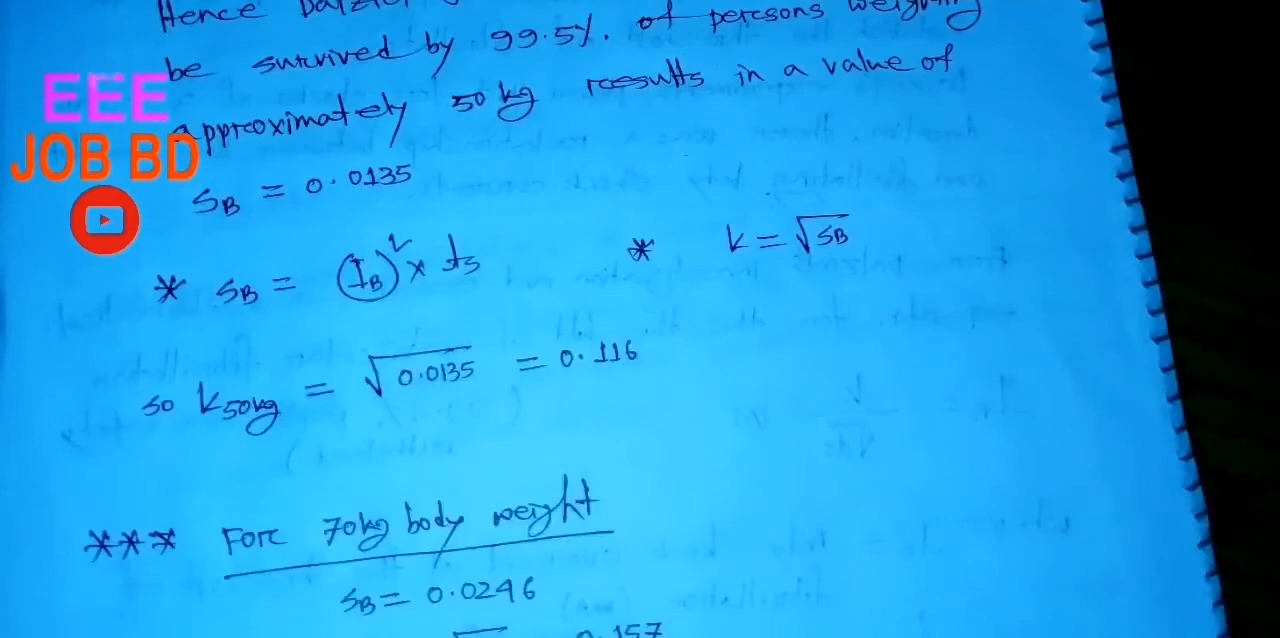 Hence Dalziel
be survived by 99.5%. of persons weighing
approximately 50 kg results in a value of
EEE
JOB BD
SB = 0.0135
* SB = (IB)² × ts * k = √SB
so k50kg = √0.0135 = 0.116
*** For 70kg body weight
SB = 0.0246
0.157